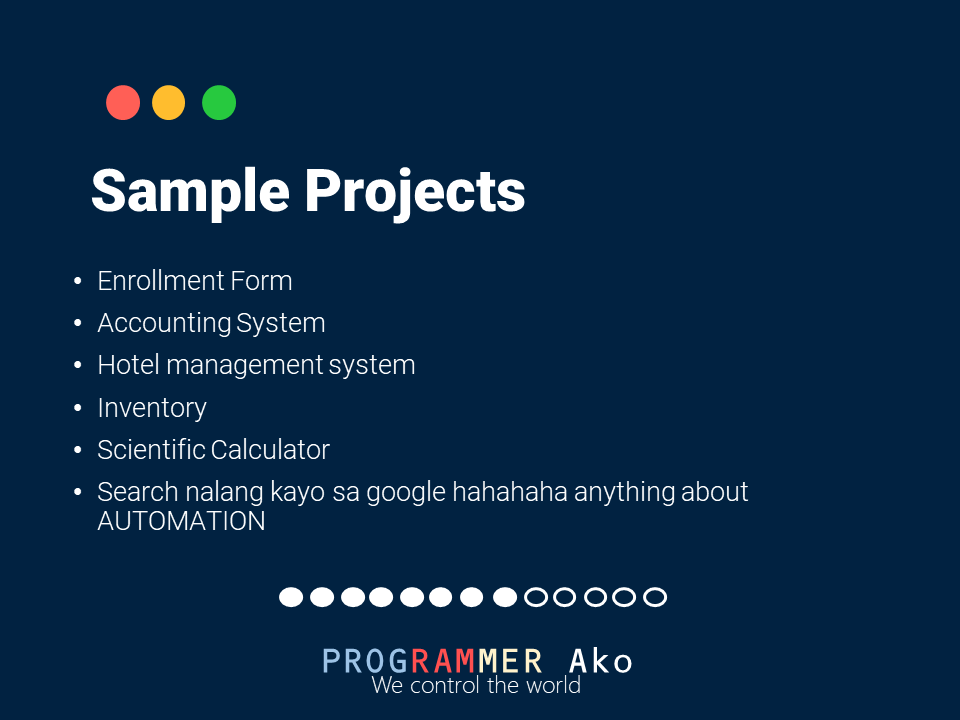 Sample Projects
• Enrollment Form
• Accounting System
• Hotel management system
• Inventory
• Scientific Calculator
• Search nalang kayo sa google hahahaha anything about
AUTOMATION
PROGRAMMER Ako
We control the world